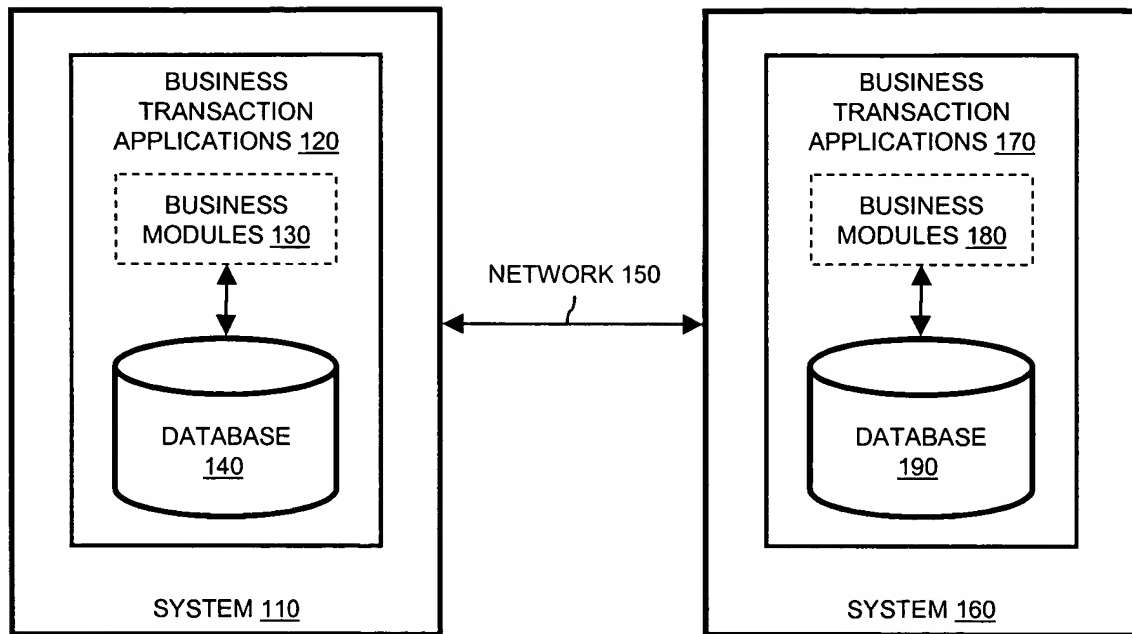 BUSINESS
TRANSACTION
APPLICATIONS 120
BUSINESS
MODULES 130
DATABASE
140
SYSTEM 110
NETWORK 150
BUSINESS
TRANSACTION
APPLICATIONS 170
BUSINESS
MODULES 180
DATABASE
190
SYSTEM 160